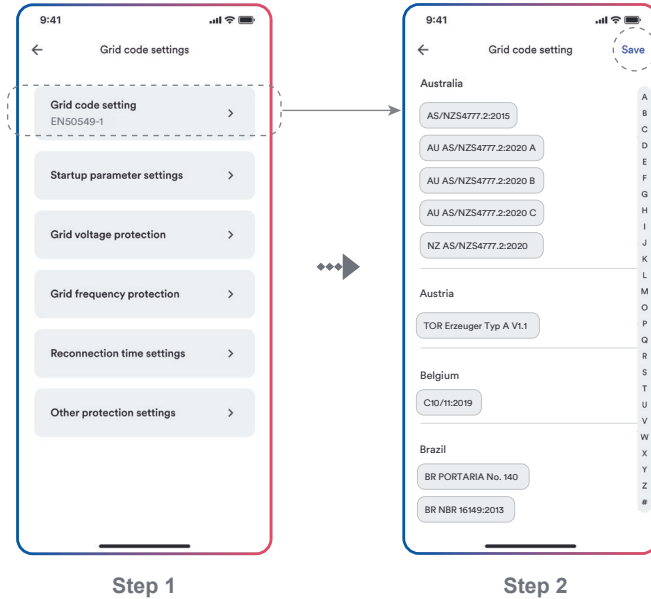 9:41
Grid code settings
Grid code setting
EN50549-1
Startup parameter settings
Grid voltage protection
Grid frequency protection
Reconnection time settings
Other protection settings
Step 1
9:41
Grid code setting
Save
Australia
AS/NZS4777.2:2015
AU AS/NZS4777.2:2020 A
AU AS/NZS4777.2:2020 B
AU AS/NZS4777.2:2020 C
NZ AS/NZS4777.2:2020
Austria
TOR Erzeuger Typ A V1.1
Belgium
C10/11:2019
Brazil
BR PORTARIA No. 140
BR NBR 16149:2013
A
B
C
D
E
F
G
H
I
J
K
L
M
O
P
Q
R
S
T
U
V
W
X
Y
Z
#
Step 2